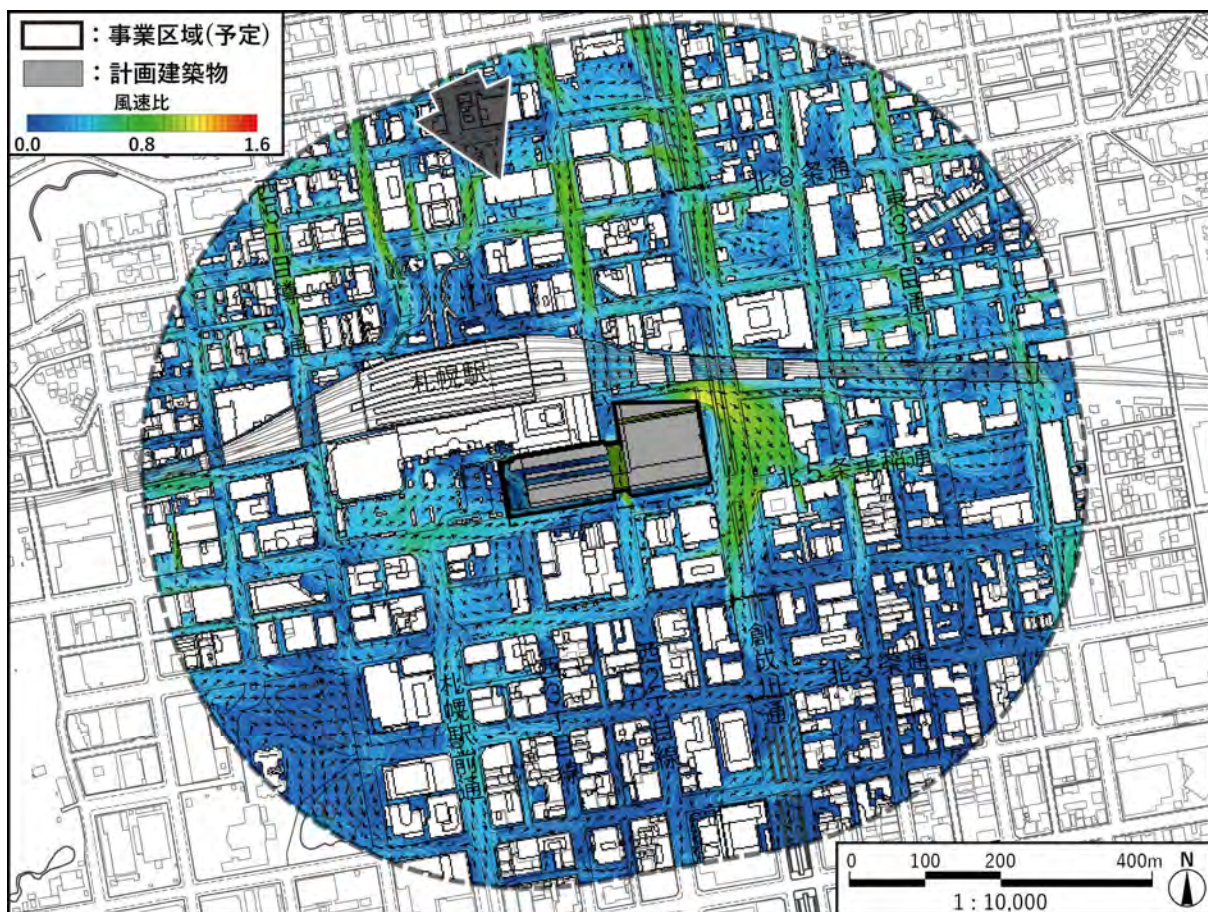 ：事業区域(予定)
：計画建築物
風速比
0.0 0.8 1.6
北8条通
東3丁目通
札幌駅
北5条手稲通
創成川通
北3条通
札幌駅前通
0 100 200 400m
N
1：10,000